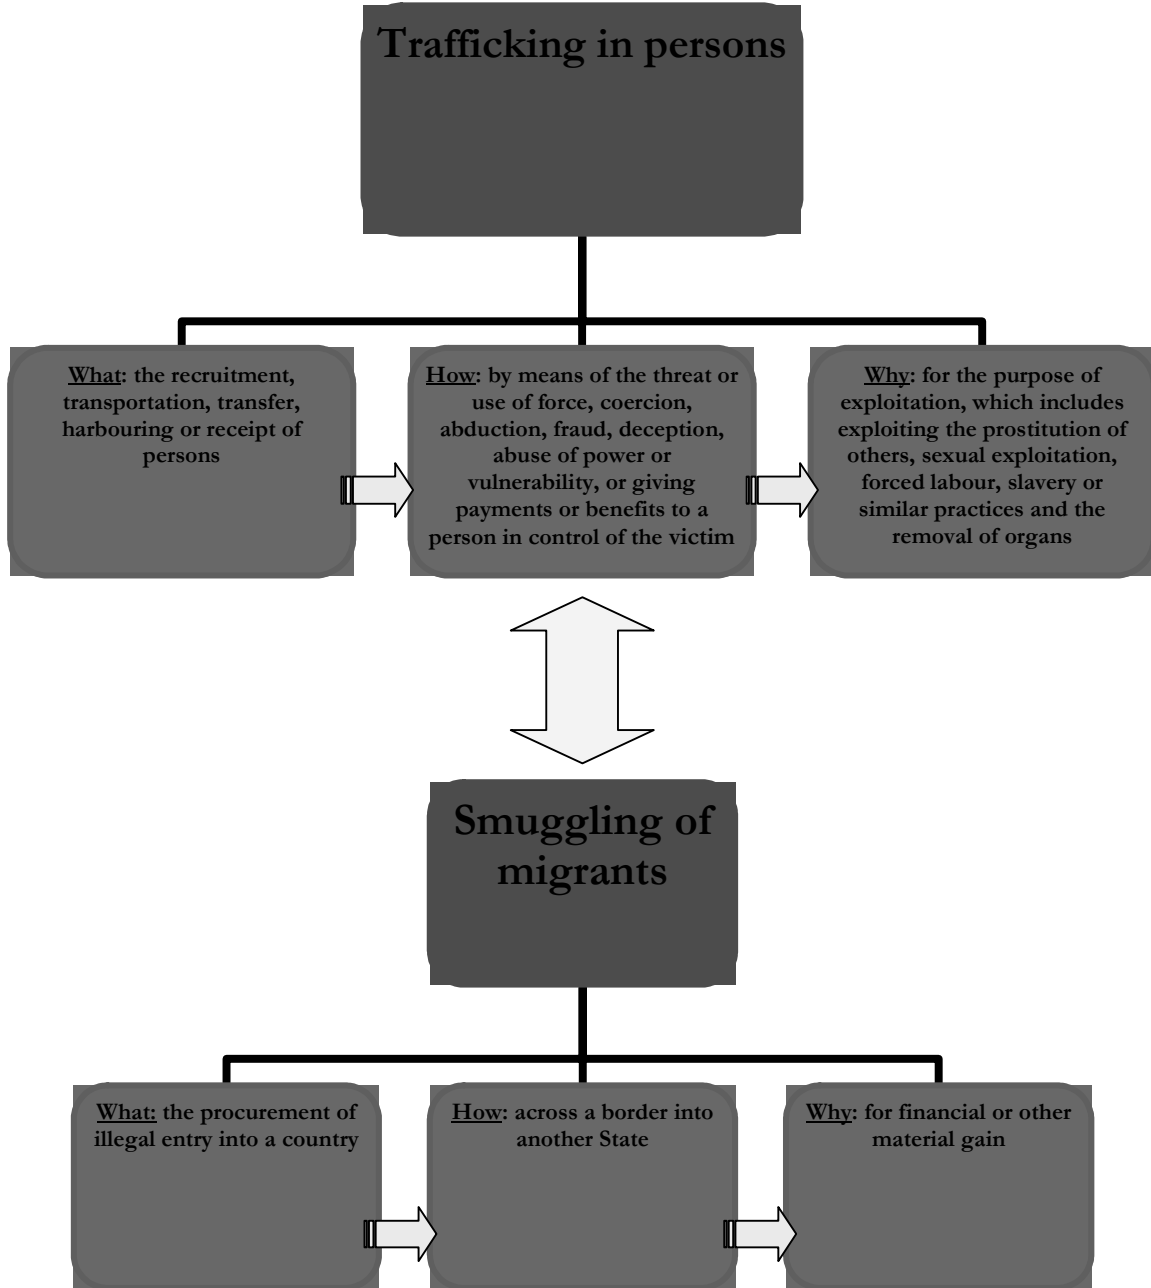 Trafficking in persons
What: the recruitment,
transportation, transfer,
harbouring or receipt of
persons
How: by means of the threat or
use of force, coercion,
abduction, fraud, deception,
abuse of power or
vulnerability, or giving
payments or benefits to a
person in control of the victim
Why: for the purpose of
exploitation, which includes
exploiting the prostitution of
others, sexual exploitation,
forced labour, slavery or
similar practices and the
removal of organs
Smuggling of
migrants
What: the procurement of
illegal entry into a country
How: across a border into
another State
Why: for financial or other
material gain